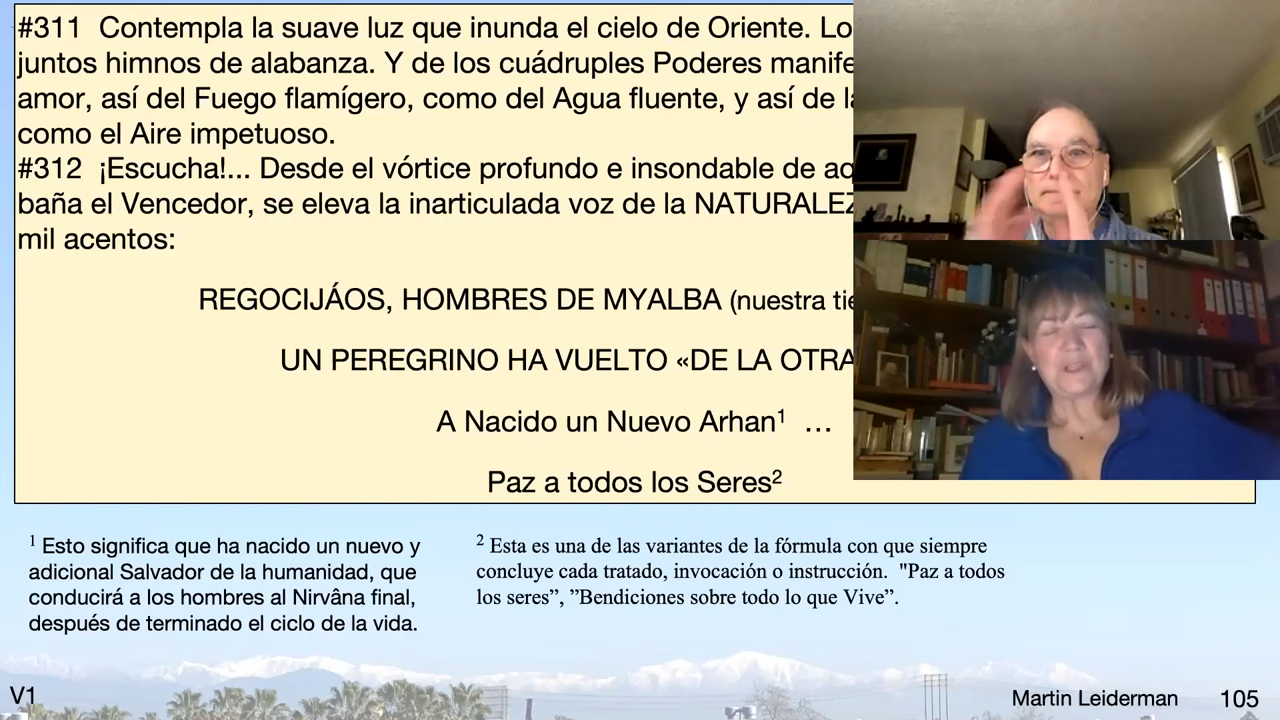 #311 Contempla la suave luz que inunda el cielo de Oriente. Lo
juntos himnos de alabanza. Y de los cuádruples Poderes manife
amor, así del Fuego flamígero, como del Agua fluente, y así de
como el Aire impetuoso.
#312 ¡Escucha!... Desde el vórtice profundo e insondable de
baña el Vencedor, se eleva la inarticulada voz de la NATURALEZ
mil acentos:
REGOCIJÁOS, HOMBRES DE MYALBA (nuestra tie
UN PEREGRINO HA VUELTO «DE LA OTRA
A Nacido un Nuevo Arhan¹ ...
Paz a todos los Seres²
¹ Esto significa que ha nacido un nuevo y
adicional Salvador de la humanidad, que
conducirá a los hombres al Nirvâna final,
después de terminado el ciclo de la vida.
² Esta es una de las variantes de la fórmula con que siempre
concluye cada tratado, invocación o instrucción. "Paz a todos
los seres”, ”Bendiciones sobre todo lo que Vive”.
V1
Martin Leiderman 105